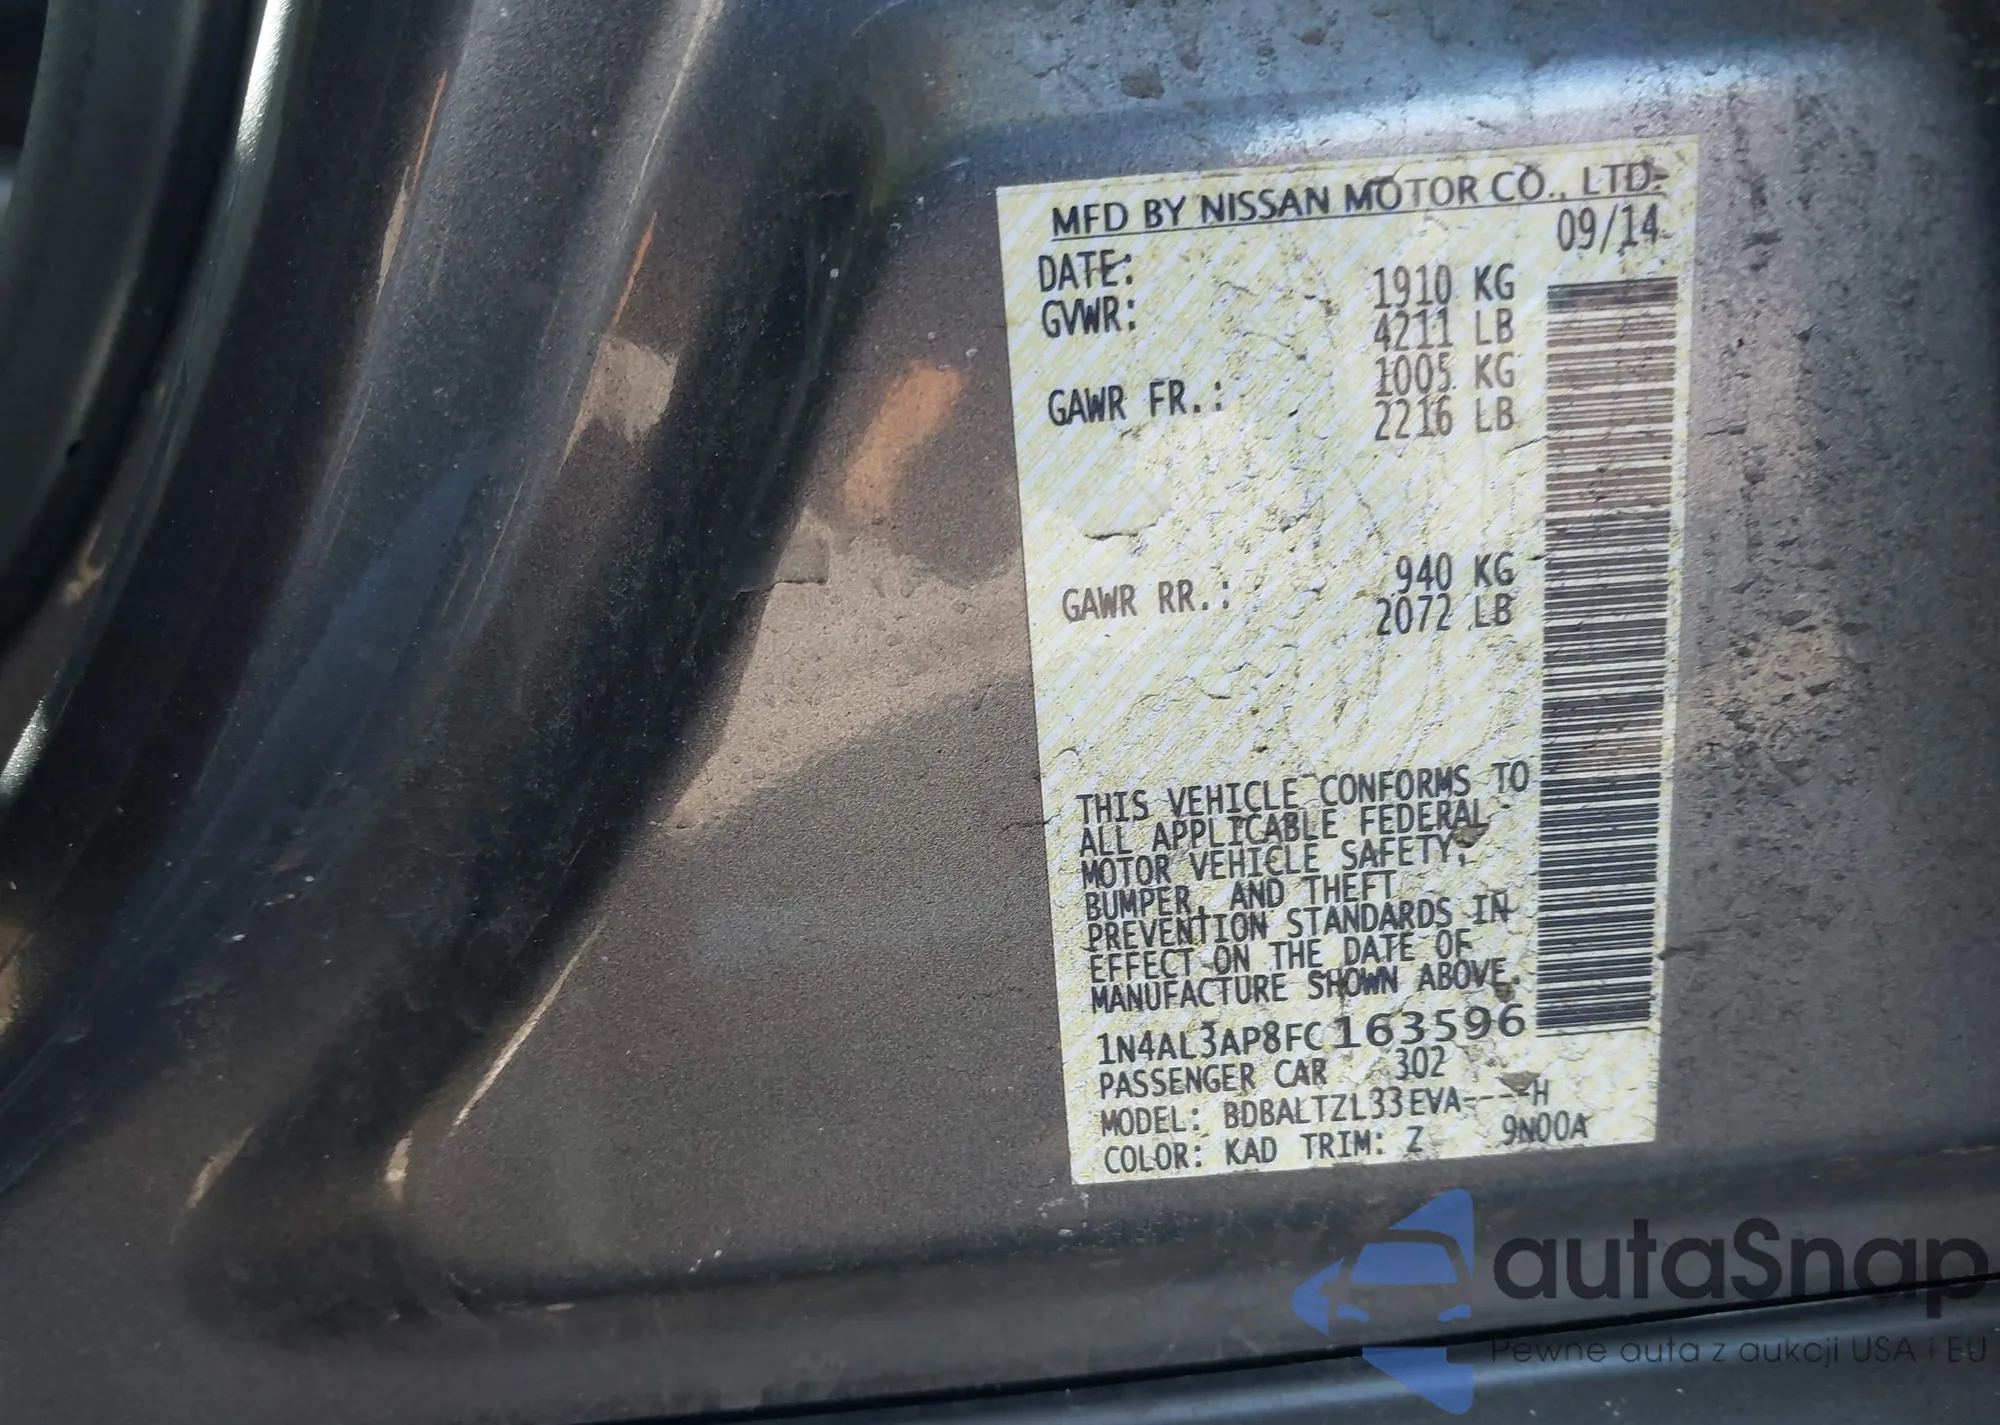 MFD BY NISSAN MOTOR CO., LTD.
DATE: 09/14
GVWR: 1910 KG
4211 LB
GAWR FR.: 1005 KG
2216 LB
GAWR RR.: 940 KG
2072 LB
THIS VEHICLE CONFORMS TO
ALL APPLICABLE FEDERAL
MOTOR VEHICLE SAFETY,
BUMPER, AND THEFT
PREVENTION STANDARDS IN
EFFECT ON THE DATE OF
MANUFACTURE SHOWN ABOVE.
1N4AL3AP8FC163596
PASSENGER CAR 302
MODEL: BDBALTZL33EVA----H
COLOR: KAD TRIM: Z 9N00A
autaSnap
Pewne auta z aukcji USA i EU